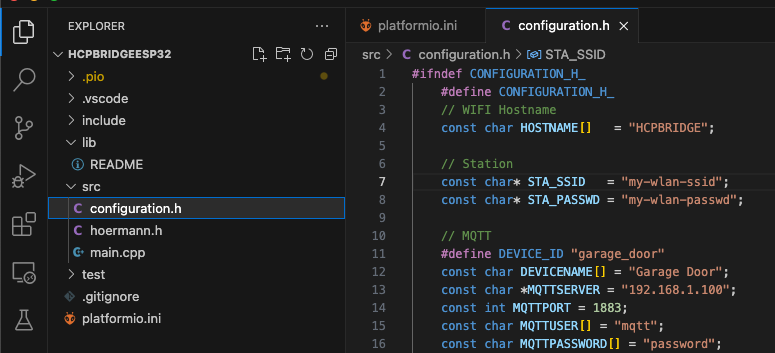 EXPLORER
HCPBRIDGEESP32
.pio
.vscode
include
lib
README
src
configuration.h
hoermann.h
main.cpp
test
.gitignore
platformio.ini
platformio.ini
configuration.h
src > configuration.h > STA_SSID
1 #ifndef CONFIGURATION_H_
2 #define CONFIGURATION_H_
3 // WIFI Hostname
4 const char HOSTNAME[] = "HCPBRIDGE";
5
6 // Station
7 const char* STA_SSID = "my-wlan-ssid";
8 const char* STA_PASSWD = "my-wlan-passwd";
9
10 // MQTT
11 #define DEVICE_ID "garage_door"
12 const char DEVICENAME[] = "Garage Door";
13 const char *MQTTSERVER = "192.168.1.100";
14 const int MQTTPORT = 1883;
15 const char MQTTUSER[] = "mqtt";
16 const char MQTTPASSWORD[] = "password";